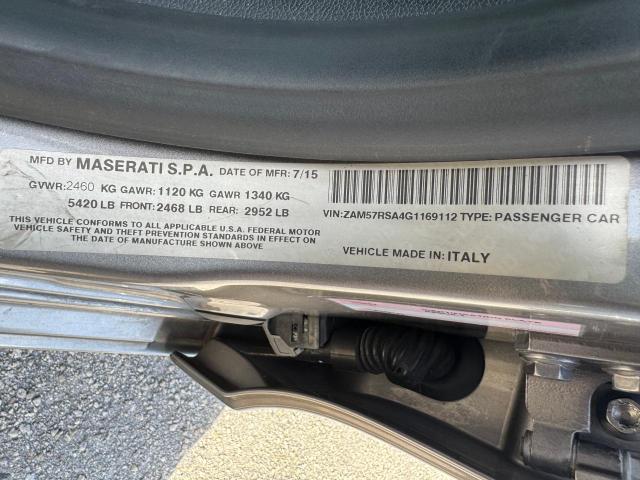 MFD BY MASERATI S.P.A. DATE OF MFR: 7/15
GVWR:2460 KG GAWR: 1120 KG GAWR 1340 KG
5420 LB FRONT: 2468 LB REAR: 2952 LB
THIS VEHICLE CONFORMS TO ALL APPLICABLE U.S.A. FEDERAL MOTOR
VEHICLE SAFETY AND THEFT PREVENTION STANDARDS IN EFFECT ON
THE DATE OF MANUFACTURE SHOWN ABOVE
VIN:ZAM57RSA4G1169112 TYPE: PASSENGER CAR
VEHICLE MADE IN: ITALY